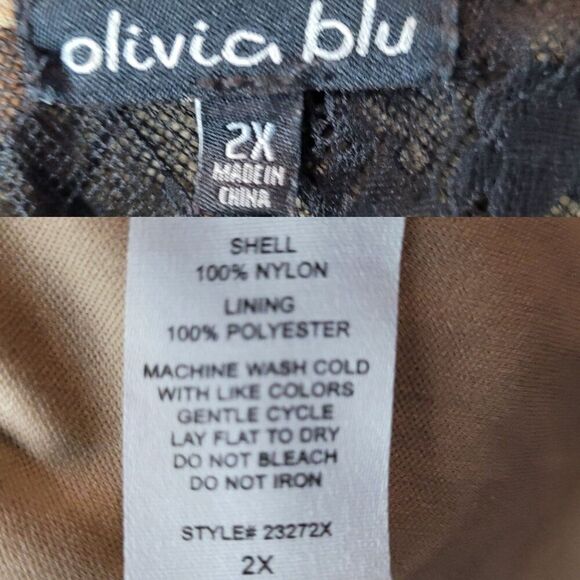 olivia blu
2X
MADE IN
CHINA
SHELL
100% NYLON
LINING
100% POLYESTER
MACHINE WASH COLD
WITH LIKE COLORS
GENTLE CYCLE
LAY FLAT TO DRY
DO NOT BLEACH
DO NOT IRON
STYLE# 23272X
2X